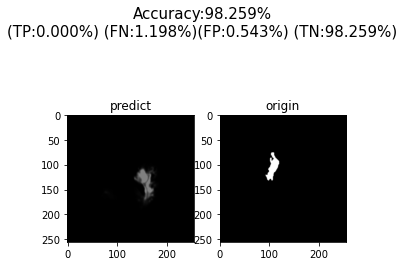 Accuracy:98.259%
(TP:0.000%) (FN:1.198%)(FP:0.543%) (TN:98.259%)
predict origin
0 0
50 50
100 100
150 150
200 200
250 250
0 100 200 0 100 200